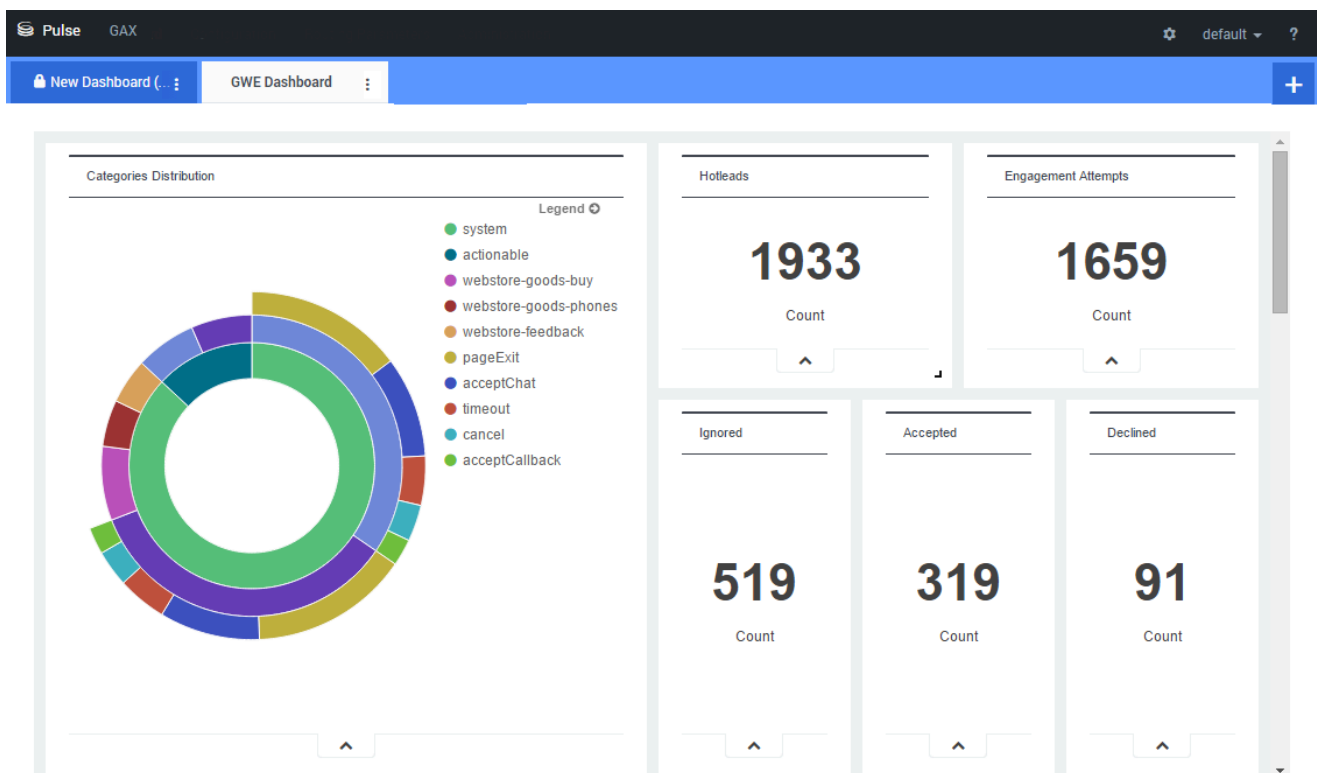 Pulse GAX default ?
New Dashboard (... GWE Dashboard +
Categories Distribution
Legend
system
actionable
webstore-goods-buy
webstore-goods-phones
webstore-feedback
pageExit
acceptChat
timeout
cancel
acceptCallback
Hotleads
1933
Count
Engagement Attempts
1659
Count
Ignored
519
Count
Accepted
319
Count
Declined
91
Count